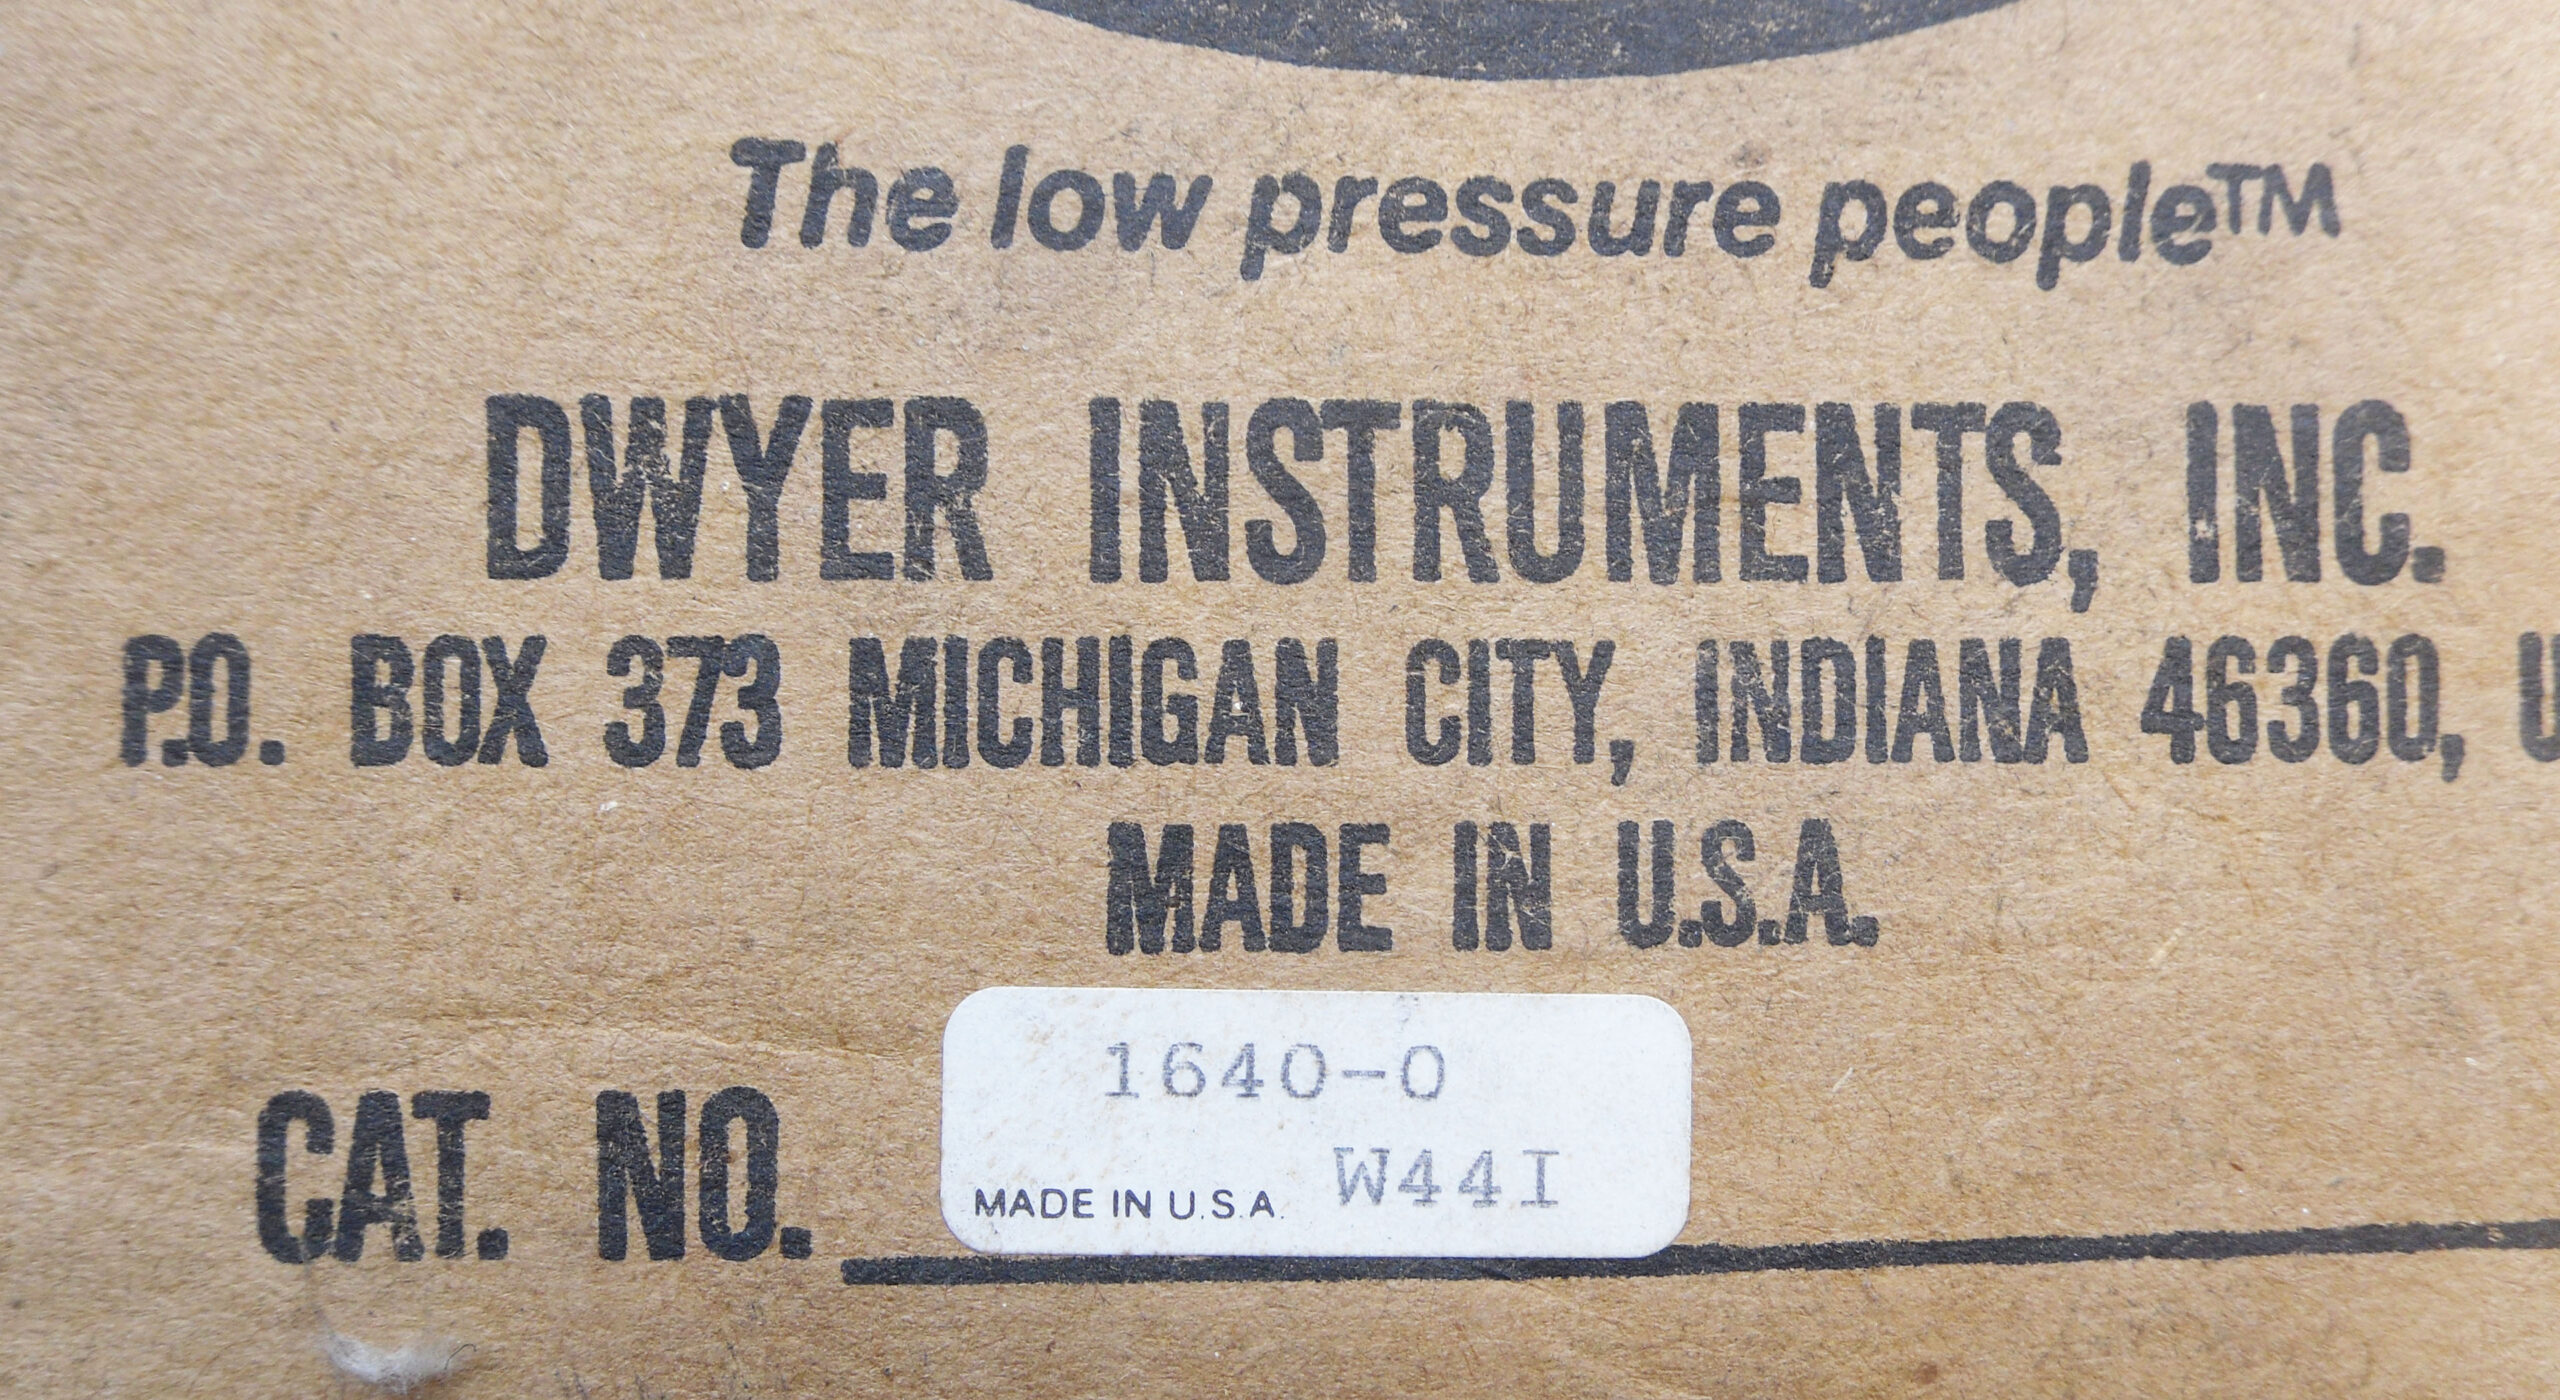 The low pressure people™
DWYER INSTRUMENTS, INC.
P.O. BOX 373 MICHIGAN CITY, INDIANA 46360, U
MADE IN U.S.A.
1640-0
CAT. NO.
MADE IN U.S.A. W44I